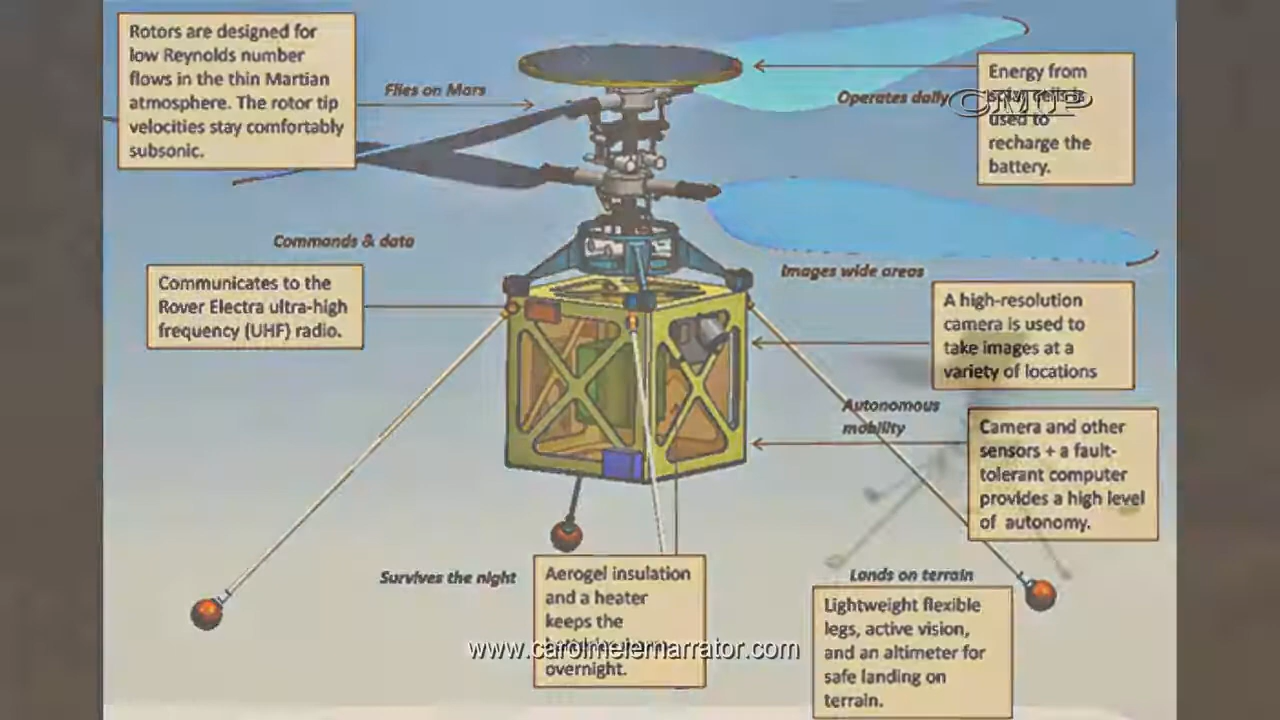 Rotors are designed for
low Reynolds number
flows in the thin Martian
atmosphere. The rotor tip
velocities stay comfortably
subsonic.
Flies on Mars
Operates daily
OMUP
Energy from
solar cells is
used to
recharge the
battery.
Commands & data
Communicates to the
Rover Electra ultra-high
frequency (UHF) radio.
Images wide areas
A high-resolution
camera is used to
take images at a
variety of locations
Autonomous
mobility
Camera and other
sensors + a fault-
tolerant computer
provides a high level
of autonomy.
Survives the night
Aerogel insulation
and a heater
keeps the
overnight.
www.carolinelernarrator.com
Lands on terrain
Lightweight flexible
legs, active vision,
and an altimeter for
safe landing on
terrain.